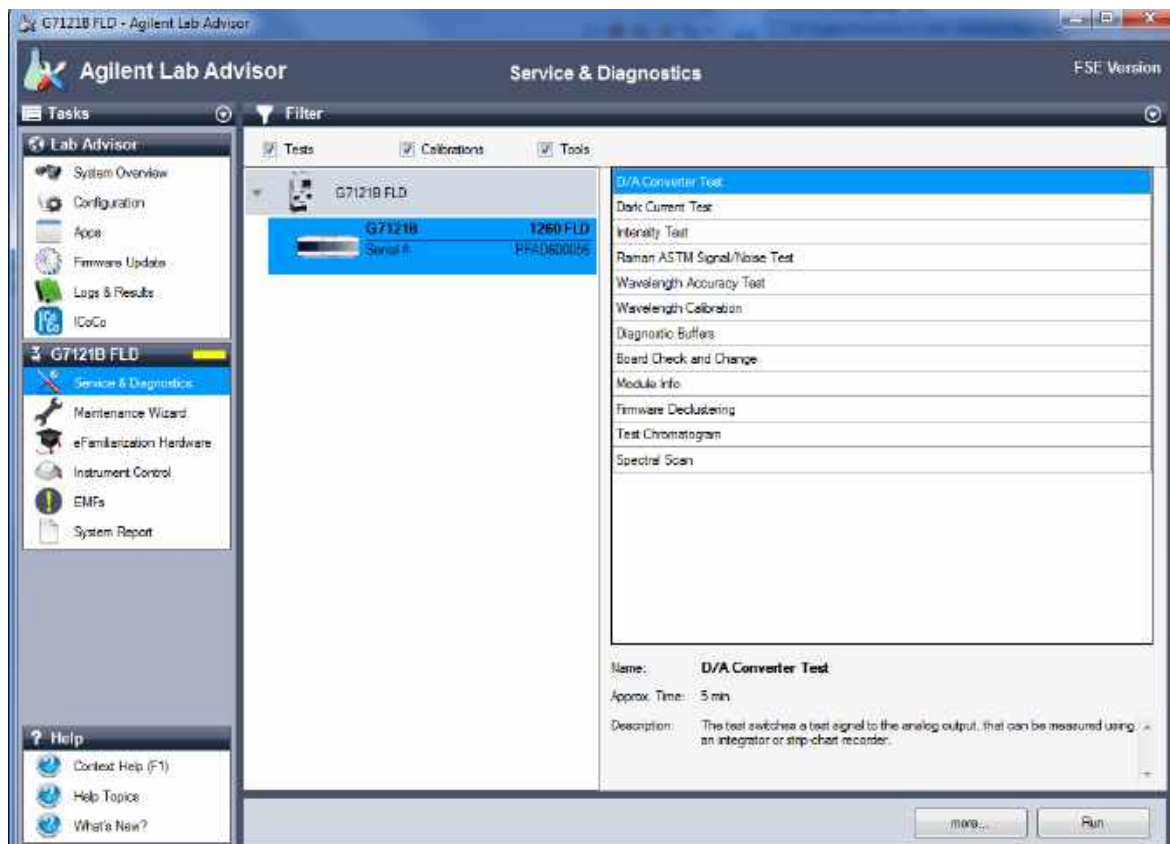 G7121B FLD - Agilent Lab Advisor
Agilent Lab Advisor
Service & Diagnostics
FSE Version
Tasks
Filter
Lab Advisor
System Overview
Configuration
Apps
Firmware Update
Logs & Results
ICoCo
G7121B FLD
Service & Diagnostics
Maintenance Wizard
eFamiliarization Hardware
Instrument Control
EMFs
System Report
? Help
Context Help (F1)
Help Topics
What's New?
Tests
Calibrations
Tools
G7121B FLD
G7121B 1260 FLD
Serial #
D/A Converter Test
Dark Current Test
Intensity Test
Raman ASTM Signal/Noise Test
Wavelength Accuracy Test
Wavelength Calibration
Diagnostic Buffers
Board Check and Change
Module Info
Firmware Declustering
Test Chromatogram
Spectral Scan
Name: D/A Converter Test
Approx. Time: 5 min
Description: The test switches a test signal to the analog output, that can be measured using
an integrator or strip-chart recorder.
more...
Run